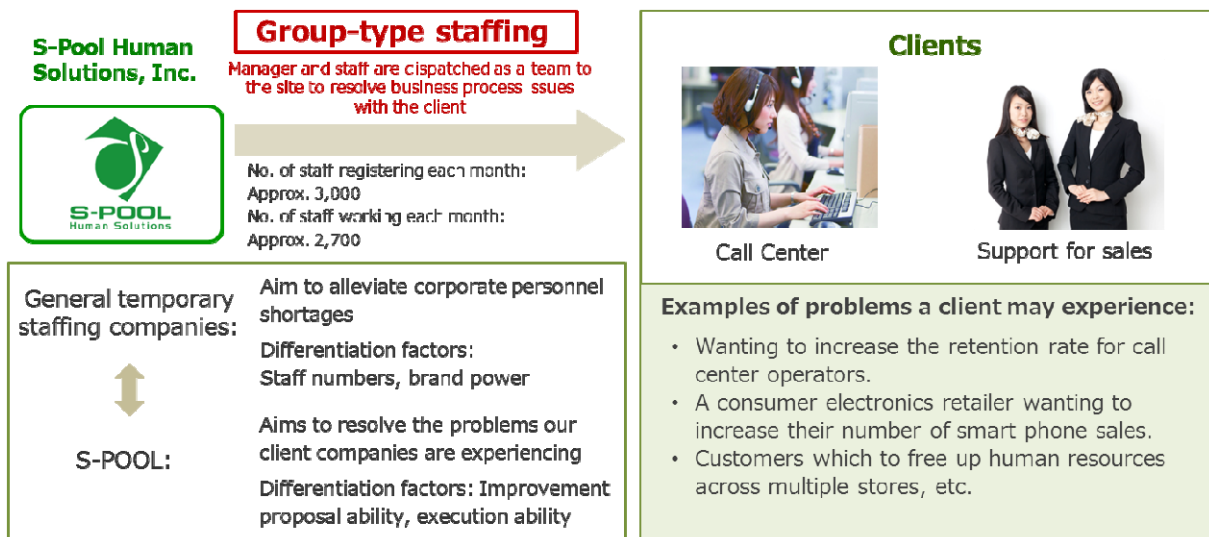 S-Pool Human
Solutions, Inc.
S-POOL
Human Solutions
Group-type staffing
Manager and staff are cispatched as a team to
the site to resolve business process issues
with the client
No. of staff registering each month:
Approx. 3,000
No. of staff working each month:
Approx. 2,700
Clients
Call Center
Support for sales
General temporary
staffing companies:
Aim to alleviate corporate personnel
shortages
Differentiation factors:
Staff numbers, brand power
S-POOL:
Aims to resolve the problems our
client companies are experiencing
Differentiation factors: Improvement
proposal ability, execution ability
Examples of problems a client may experience:
• Wanting to increase the retention rate for call
center operators.
• A consumer electronics retailer wanting to
increase their number of smart phone sales.
• Customers which to free up human resources
across multiple stores, etc.